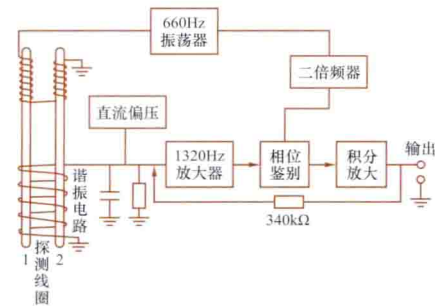 660Hz
振荡器
二倍频器
直流偏压
1320Hz
放大器
相位
鉴别
积分
放大
输出
340kΩ
谐振电路
1
2
探测线圈